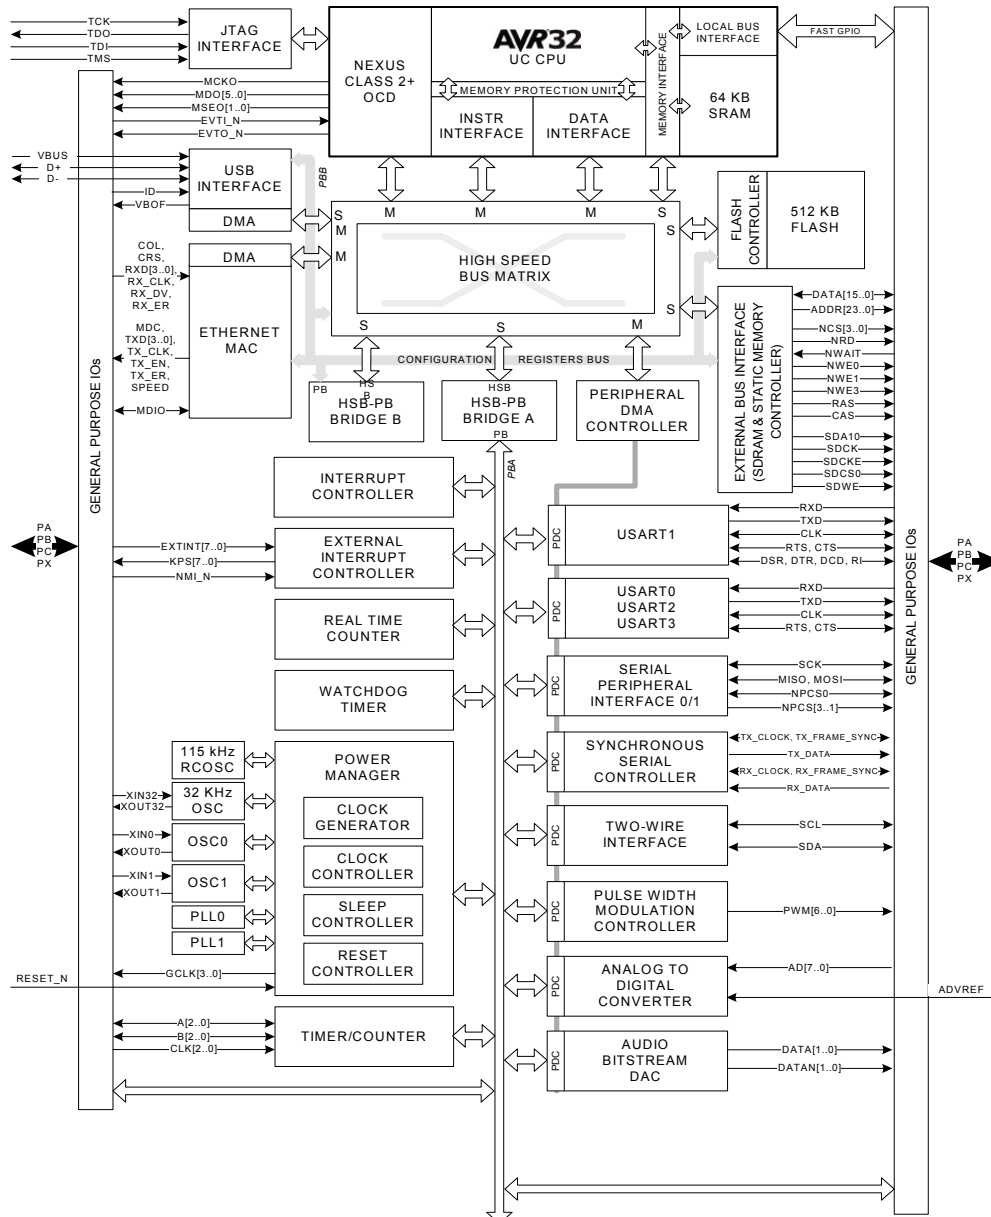 TCK
TDO
TDI
TMS
JTAG
INTERFACE
NEXUS
CLASS 2+
OCD
AVR32
UC CPU
MEMORY PROTECTION UNIT
INSTR
INTERFACE
DATA
INTERFACE
MEMORY INTERFACE
LOCAL BUS
INTERFACE
64 KB
SRAM
FAST GPIO
MCKO
MDO[5..0]
MSEO[1..0]
EVTI_N
EVTO_N
VBUS
D+
D-
ID
VBOF
USB
INTERFACE
DMA
PBB
S
M
M
M
M
M
S
S
S
S
S
M
HIGH SPEED
BUS MATRIX
FLASH
CONTROLLER
512 KB
FLASH
COL,
CRS,
RXD[3..0],
RX_CLK,
RX_DV,
RX_ER
MDC,
TXD[3..0],
TX_CLK,
TX_EN,
TX_ER,
SPEED
MDIO
DMA
ETHERNET
MAC
CONFIGURATION REGISTERS BUS
PB
HS
B
HSB-PB
BRIDGE B
HSB
HSB-PB
BRIDGE A
PB
PBA
PERIPHERAL
DMA
CONTROLLER
EXTERNAL BUS INTERFACE
(SDRAM & STATIC MEMORY
CONTROLLER)
DATA[15..0]
ADDR[23..0]
NCS[3..0]
NRD
NWAIT
NWE0
NWE1
NWE3
RAS
CAS
SDA10
SDCK
SDCKE
SDCS0
SDWE
GENERAL PURPOSE IOs
PA
PB
PC
PX
INTERRUPT
CONTROLLER
EXTINT[7..0]
KPS[7..0]
NMI_N
EXTERNAL
INTERRUPT
CONTROLLER
REAL TIME
COUNTER
WATCHDOG
TIMER
115 kHz
RCOSC
XIN32
XOUT32
32 KHz
OSC
XIN0
XOUT0
OSC0
XIN1
XOUT1
OSC1
PLL0
PLL1
POWER
MANAGER
CLOCK
GENERATOR
CLOCK
CONTROLLER
SLEEP
CONTROLLER
RESET
CONTROLLER
GCLK[3..0]
RESET_N
A[2..0]
B[2..0]
CLK[2..0]
TIMER/COUNTER
PDC
USART1
RXD
TXD
CLK
RTS, CTS
DSR, DTR, DCD, RI
PDC
USART0
USART2
USART3
RXD
TXD
CLK
RTS, CTS
PDC
SERIAL
PERIPHERAL
INTERFACE 0/1
SCK
MISO, MOSI
NPCS0
NPCS[3..1]
PDC
SYNCHRONOUS
SERIAL
CONTROLLER
TX_CLOCK, TX_FRAME_SYNC
TX_DATA
RX_CLOCK, RX_FRAME_SYNC
RX_DATA
PDC
TWO-WIRE
INTERFACE
SCL
SDA
PDC
PULSE WIDTH
MODULATION
CONTROLLER
PWM[6..0]
PDC
ANALOG TO
DIGITAL
CONVERTER
AD[7..0]
ADVREF
PDC
AUDIO
BITSTREAM
DAC
DATA[1..0]
DATAN[1..0]
GENERAL PURPOSE IOs
PA
PB
PC
PX